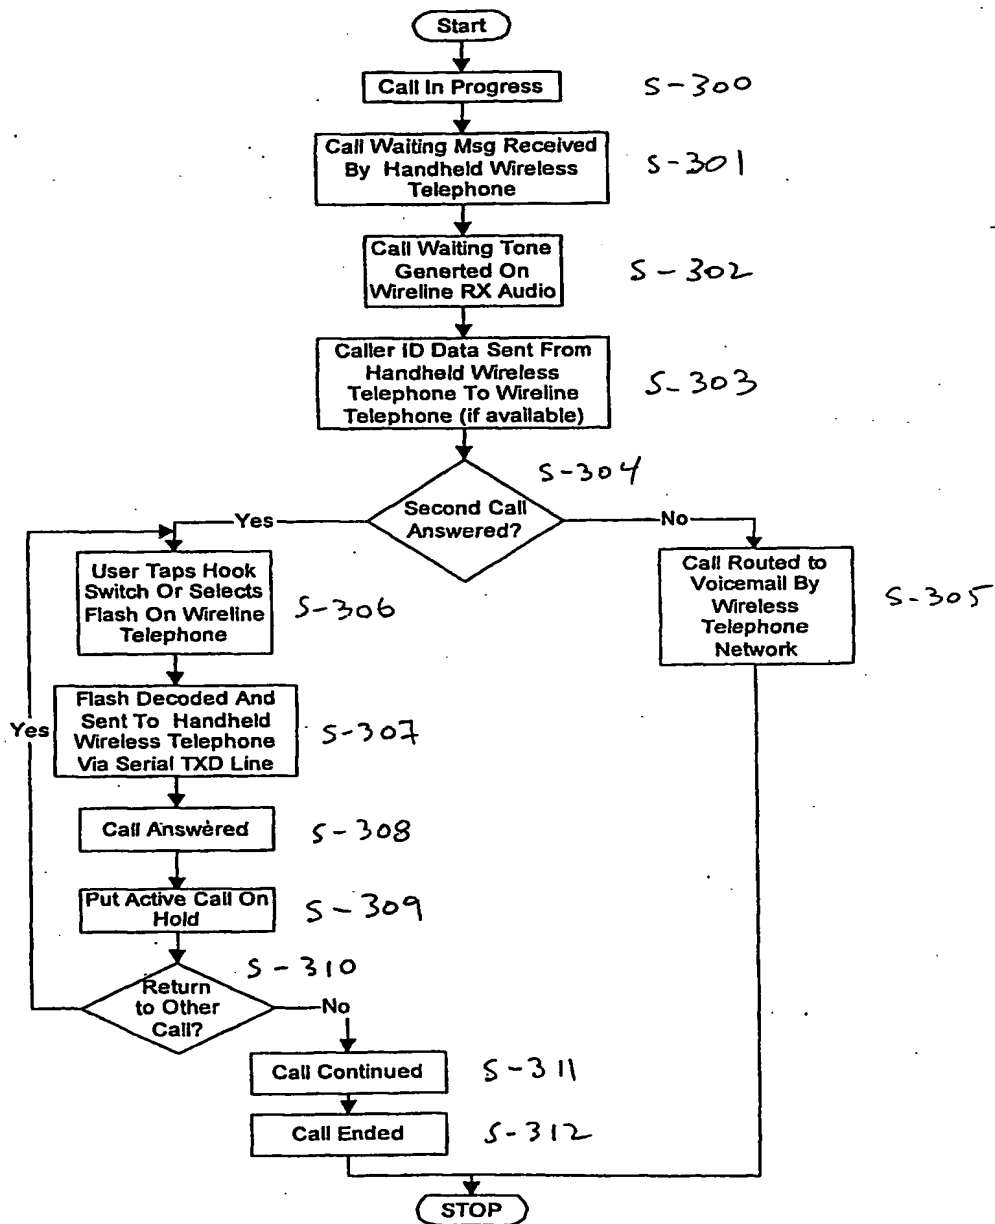 Start
Call In Progress
S-300
Call Waiting Msg Received
By Handheld Wireless
Telephone
S-301
Call Waiting Tone
Generted On
Wireline RX Audio
S-302
Caller ID Data Sent From
Handheld Wireless
Telephone To Wireline
Telephone (if available)
S-303
S-304
Second Call
Answered?
Yes
No
User Taps Hook
Switch Or Selects
Flash On Wireline
Telephone
S-306
Call Routed to
Voicemail By
Wireless
Telephone
Network
S-305
Flash Decoded And
Sent To Handheld
Wireless Telephone
Via Serial TXD Line
S-307
Yes
Call Answered
S-308
Put Active Call On
Hold
S-309
S-310
Return
to Other
Call?
No
Call Continued
S-311
Call Ended
S-312
STOP